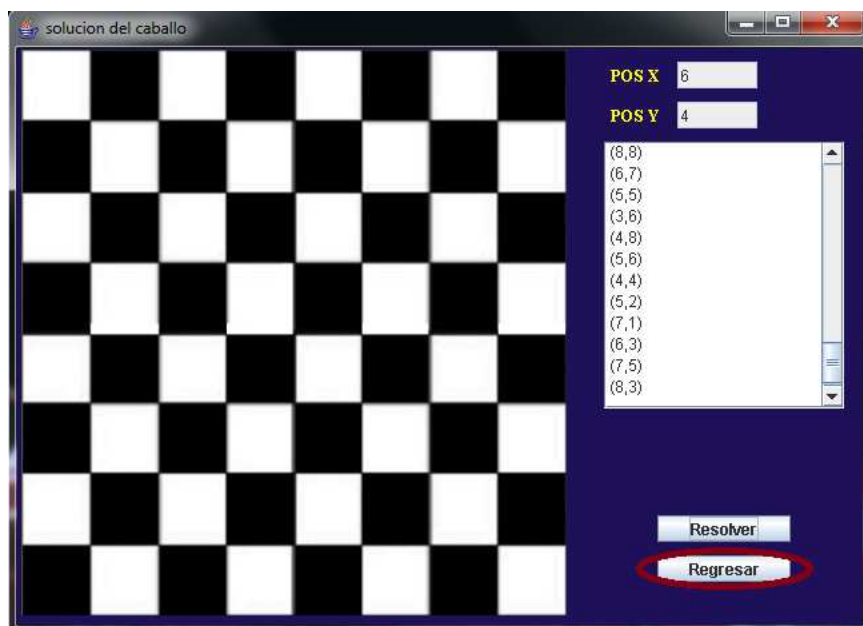 solucion del caballo
POS X 6
POS Y 4
(8,8)
(6,7)
(5,5)
(3,6)
(4,8)
(5,6)
(4,4)
(5,2)
(7,1)
(6,3)
(7,5)
(8,3)
Resolver
Regresar